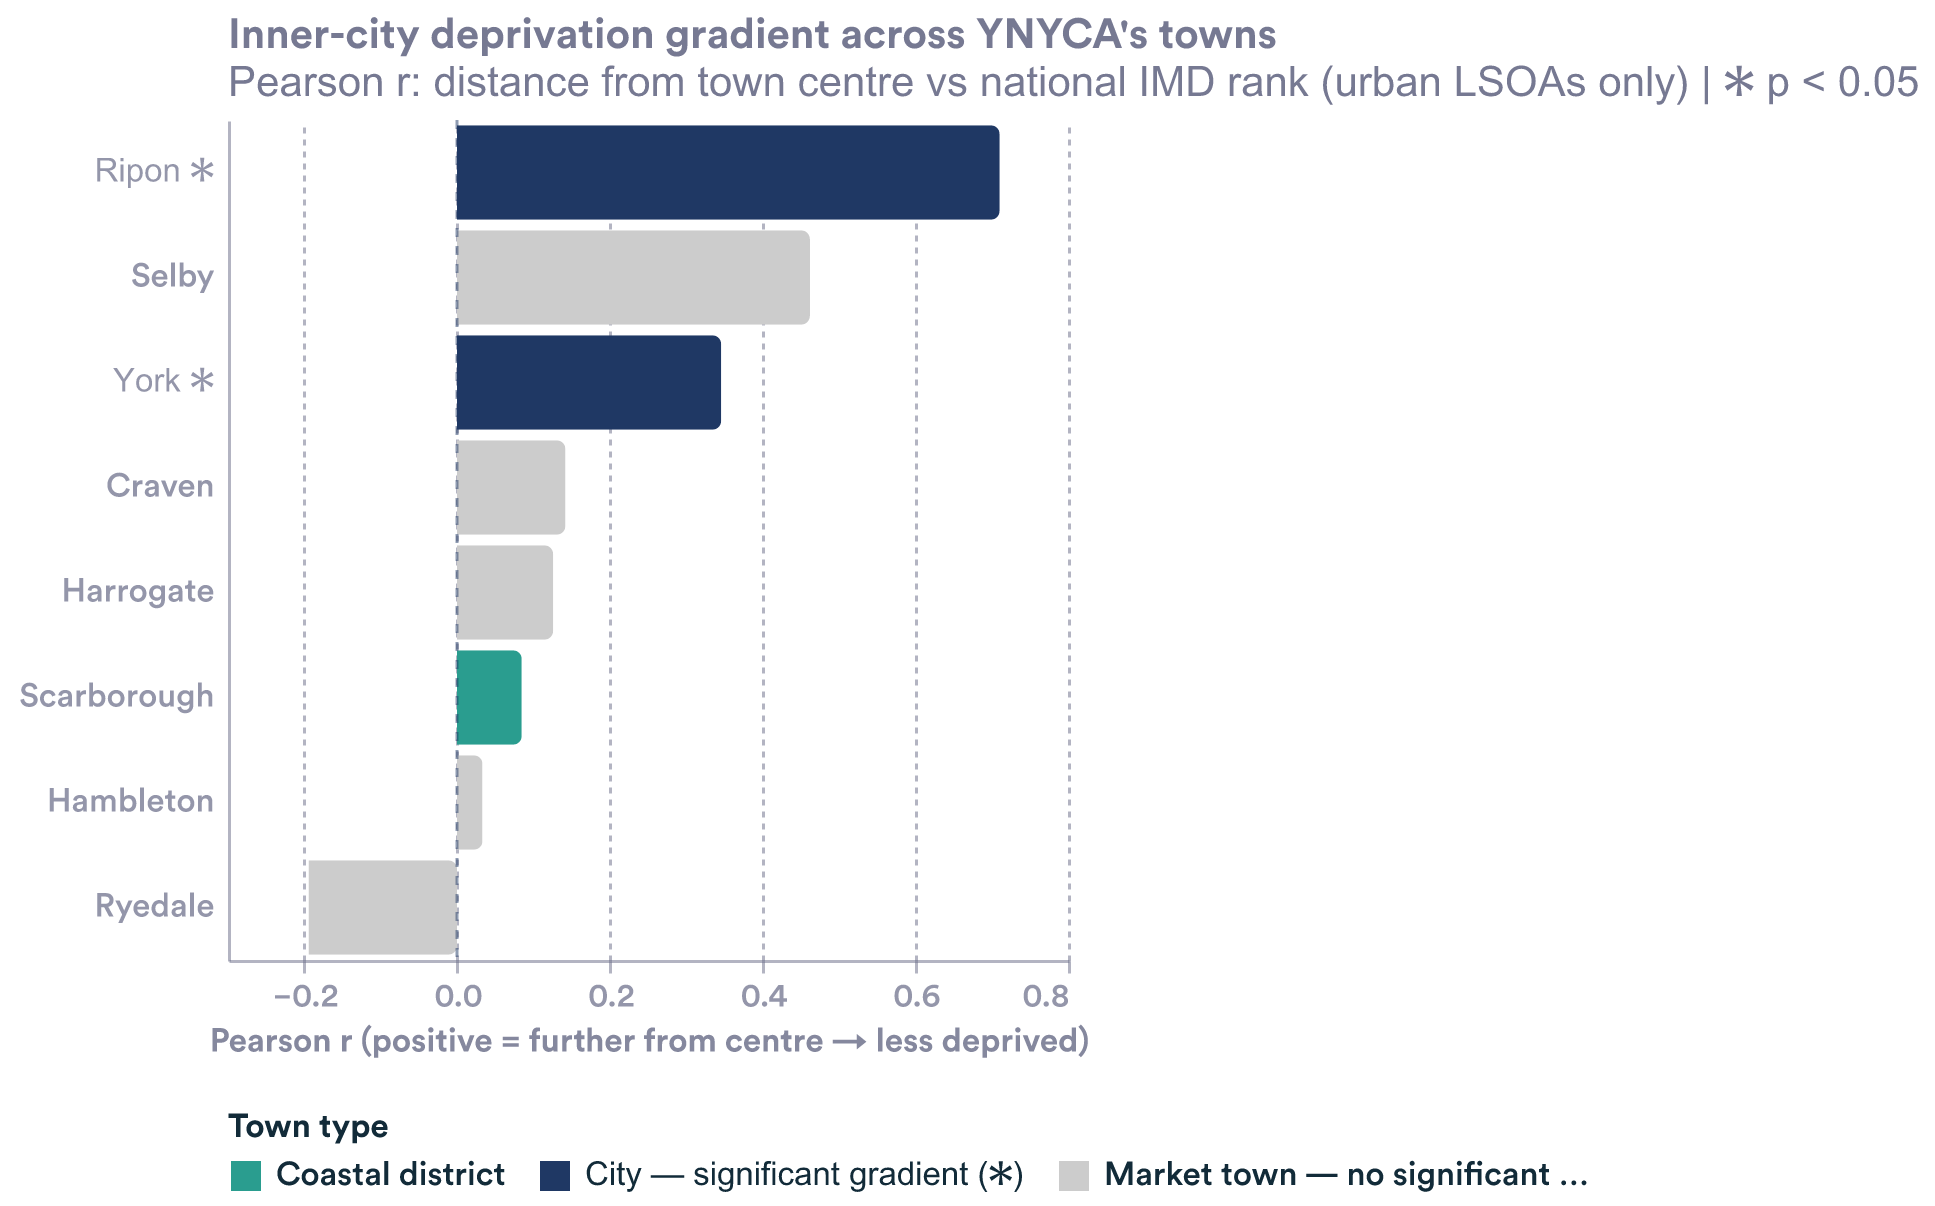 Inner-city deprivation gradient across YNYCA's towns
Pearson r: distance from town centre vs national IMD rank (urban LSOAs only) | ∗ p < 0.05
Ripon ∗
Selby
York ∗
Craven
Harrogate
Scarborough
Hambleton
Ryedale
−0.2 0.0 0.2 0.4 0.6 0.8
Pearson r (positive = further from centre → less deprived)
Town type
Coastal district City — significant gradient (∗) Market town — no significant …